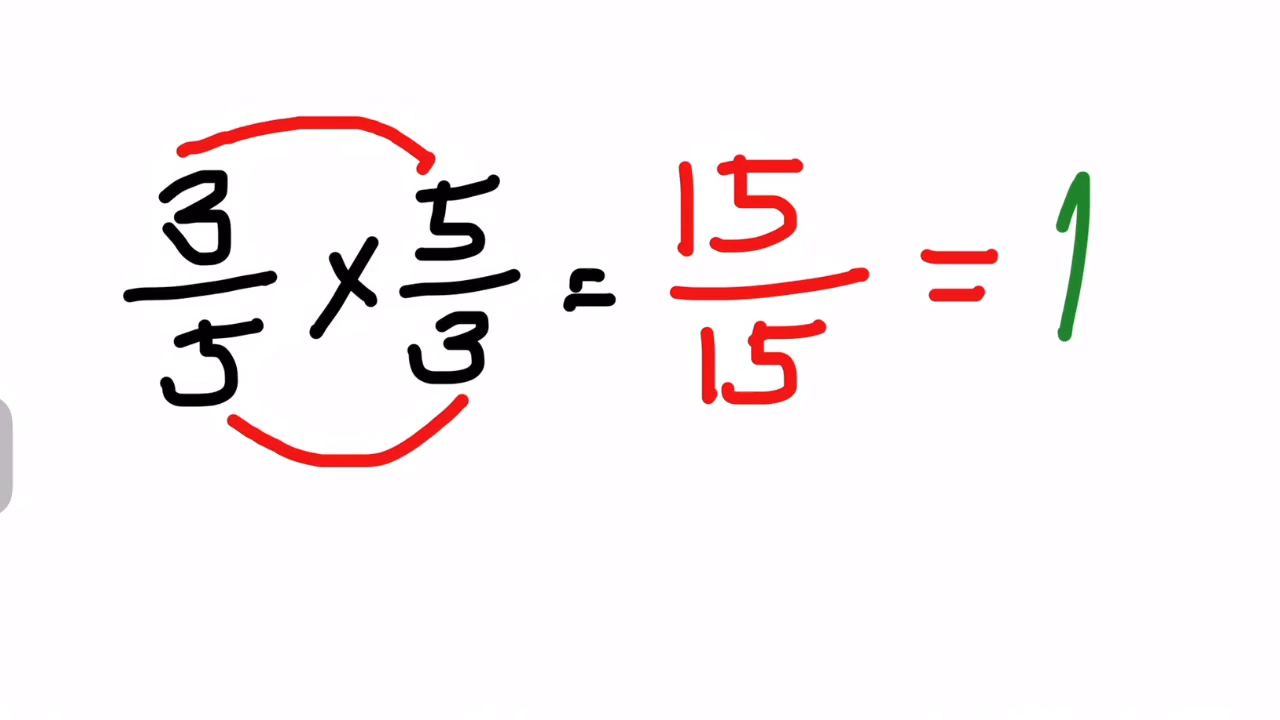 3/5 x 5/3 = 15/15 = 1